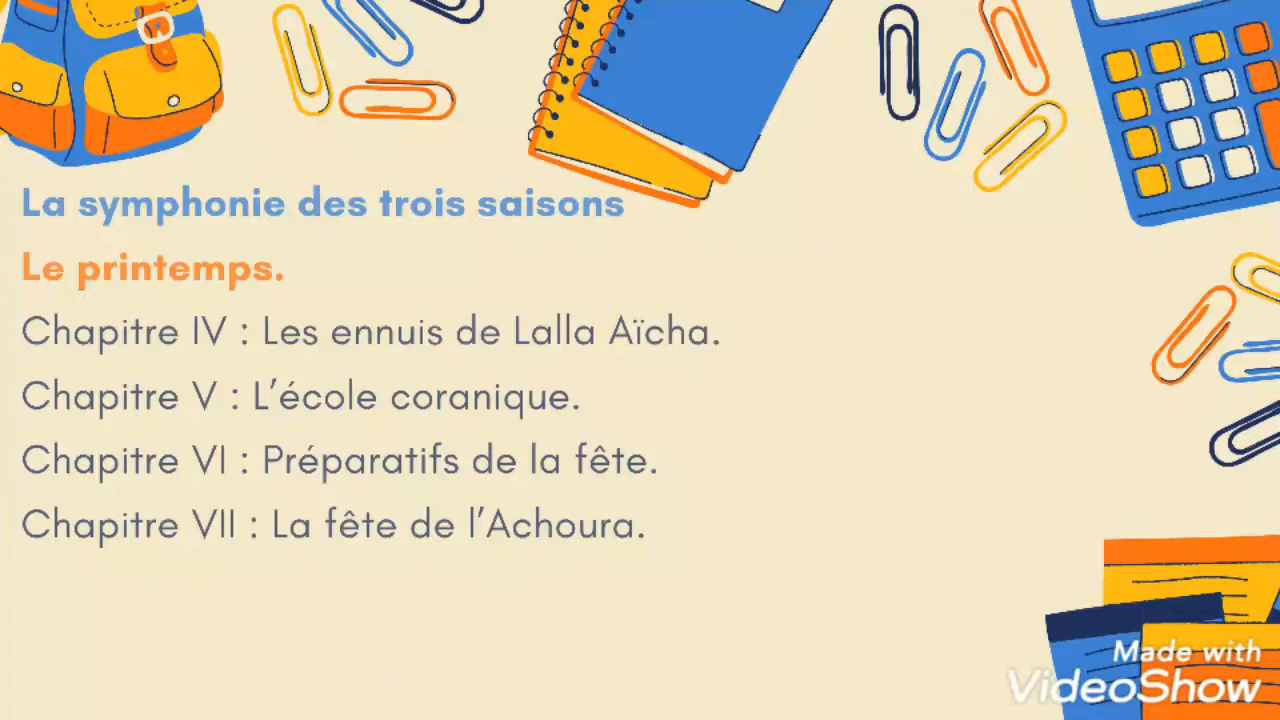 La symphonie des trois saisons
Le printemps.
Chapitre IV : Les ennuis de Lalla Aïcha.
Chapitre V : L’école coranique.
Chapitre VI : Préparatifs de la fête.
Chapitre VII : La fête de l’Achoura.
Made with
VideoShow